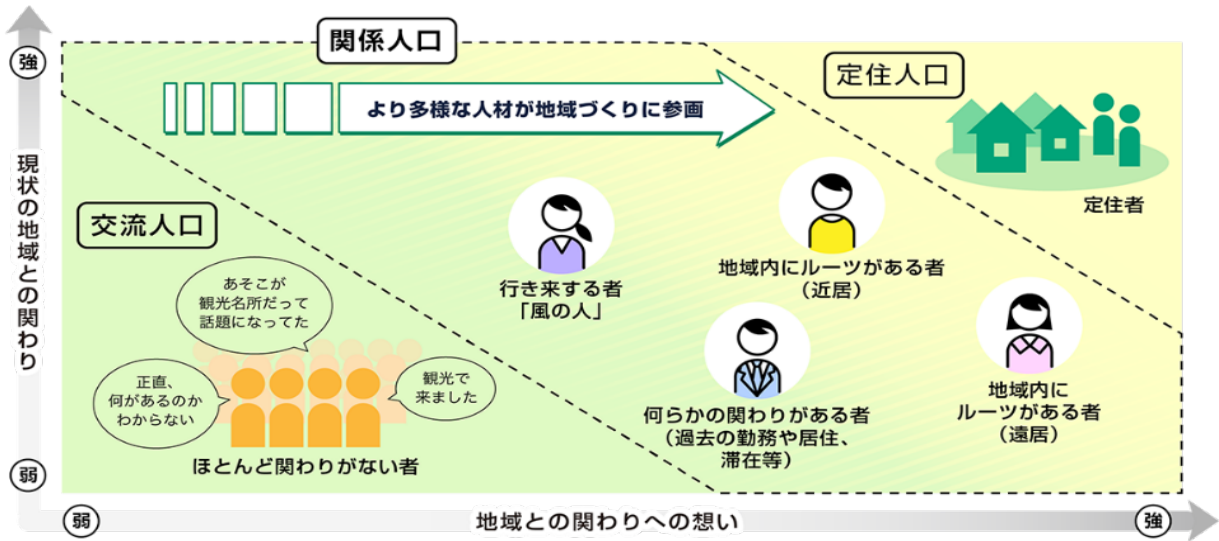 関係人口
強
定住人口
より多様な人材が地域づくりに参画
現状の地域との関わり
定住者
交流人口
あそこが
観光名所だって
話題になってた
行き来する者
「風の人」
地域内にルーツがある者
（近居）
正直、
何があるのか
わからない
観光で
来ました
ほとんど関わりがない者
何らかの関わりがある者
（過去の勤務や居住、
滞在等）
地域内に
ルーツがある者
（遠居）
弱
弱
地域との関わりへの想い
強